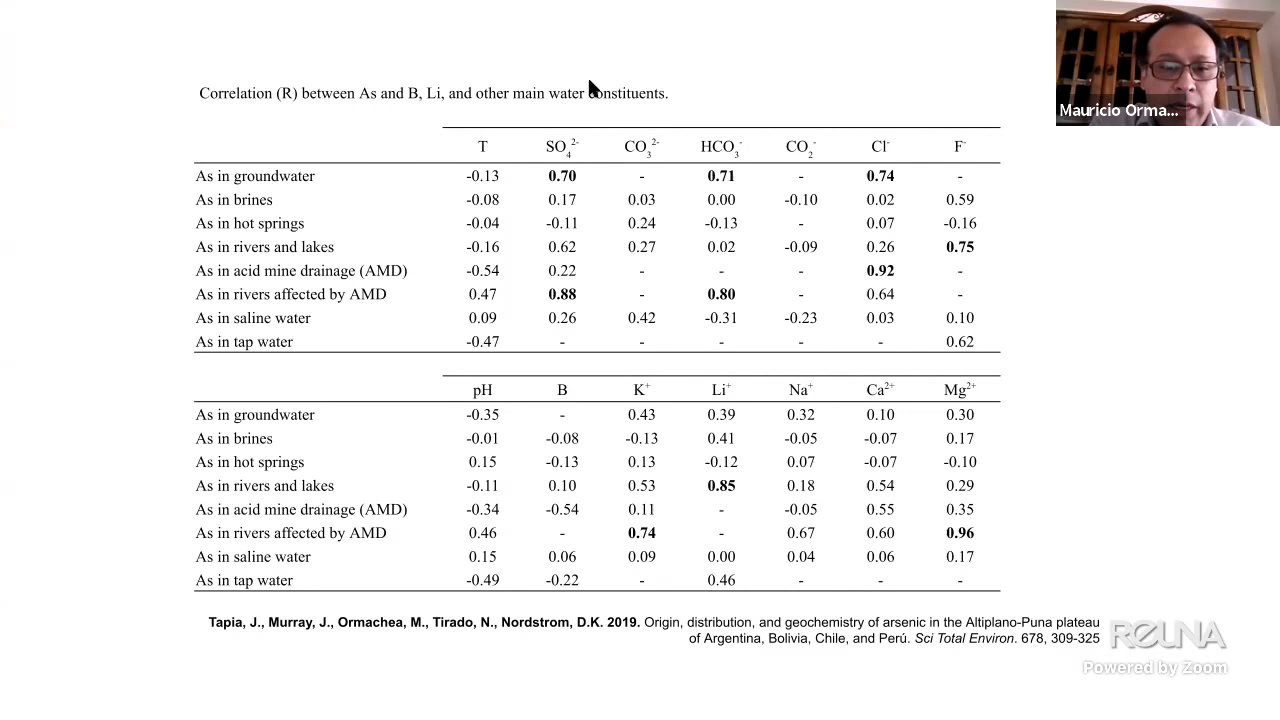 Mauricio Orma...
Correlation (R) between As and B, Li, and other main water constituents.
T SO₄²⁻ CO₃²⁻ HCO₃⁻ CO₂⁻ Cl⁻ F⁻
As in groundwater -0.13 0.70 - 0.71 - 0.74 -
As in brines -0.08 0.17 0.03 0.00 -0.10 0.02 0.59
As in hot springs -0.04 -0.11 0.24 -0.13 - 0.07 -0.16
As in rivers and lakes -0.16 0.62 0.27 0.02 -0.09 0.26 0.75
As in acid mine drainage (AMD) -0.54 0.22 - - - 0.92 -
As in rivers affected by AMD 0.47 0.88 - 0.80 - 0.64 -
As in saline water 0.09 0.26 0.42 -0.31 -0.23 0.03 0.10
As in tap water -0.47 - - - - - 0.62
pH B K⁺ Li⁺ Na⁺ Ca²⁺ Mg²⁺
As in groundwater -0.35 - 0.43 0.39 0.32 0.10 0.30
As in brines -0.01 -0.08 -0.13 0.41 -0.05 -0.07 0.17
As in hot springs 0.15 -0.13 0.13 -0.12 0.07 -0.07 -0.10
As in rivers and lakes -0.11 0.10 0.53 0.85 0.18 0.54 0.29
As in acid mine drainage (AMD) -0.34 -0.54 0.11 - -0.05 0.55 0.35
As in rivers affected by AMD 0.46 - 0.74 - 0.67 0.60 0.96
As in saline water 0.15 0.06 0.09 0.00 0.04 0.06 0.17
As in tap water -0.49 -0.22 - 0.46 - - -
Tapia, J., Murray, J., Ormachea, M., Tirado, N., Nordstrom, D.K. 2019. Origin, distribution, and geochemistry of arsenic in the Altiplano-Puna plateau
of Argentina, Bolivia, Chile, and Perú. Sci Total Environ. 678, 309-325
REUNA
Powered by Zoom